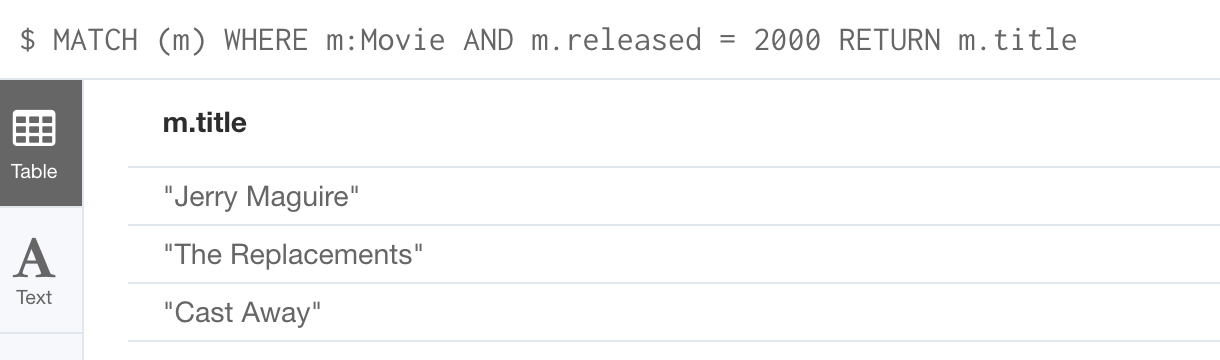 $ MATCH (m) WHERE m:Movie AND m.released = 2000 RETURN m.title
m.title
Table
"Jerry Maguire"
"The Replacements"
A
Text
"Cast Away"